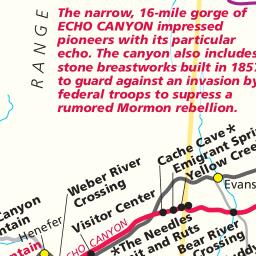 The narrow, 16-mile gorge of
ECHO CANYON impressed
pioneers with its particular
echo. The canyon also includes
stone breastworks built in 1857
to guard against an invasion by
federal troops to supress a
rumored Mormon rebellion.
RANGE
Cache Cave*
Emigrant Spri
Yellow Cree
Weber River
Crossing
Evans
Visitor Center
Canyon
ntain
Henefer
ECHO CANYON
*The Needles
it and Ruts
Bear River
Crossing